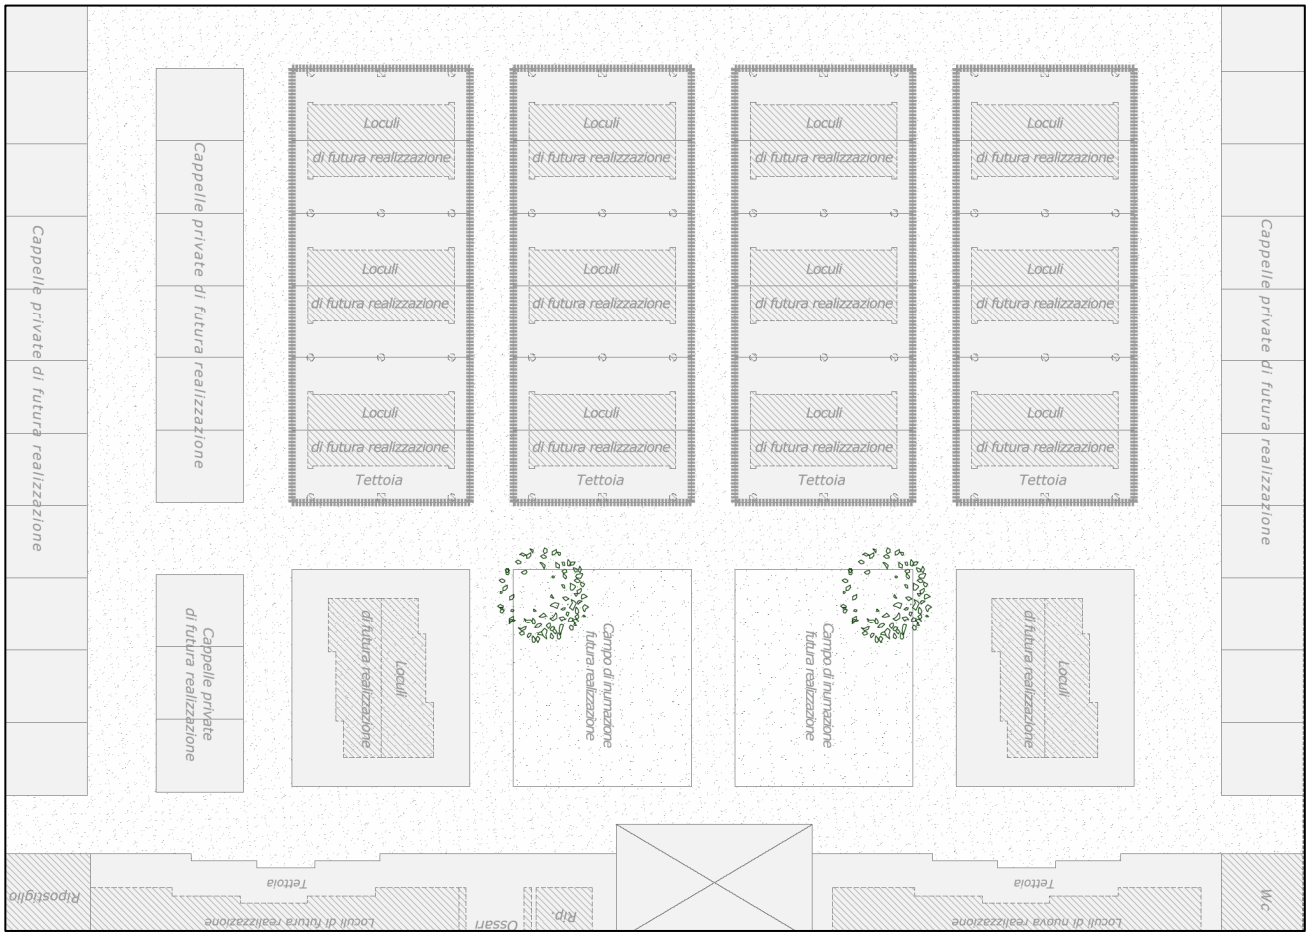 Loculi
di futura realizzazione
Loculi
di futura realizzazione
Loculi
di futura realizzazione
Loculi
di futura realizzazione
Loculi
di futura realizzazione
Loculi
di futura realizzazione
Loculi
di futura realizzazione
Loculi
di futura realizzazione
Loculi
di futura realizzazione
Loculi
di futura realizzazione
Loculi
di futura realizzazione
Loculi
di futura realizzazione
Tettoia
Tettoia
Tettoia
Tettoia
Cappelle private di futura realizzazione
Cappelle private di futura realizzazione
Cappelle private di futura realizzazione
Cappelle private
di futura realizzazione
Loculi
di futura realizzazione
Campo di inumazione
futura realizzazione
Campo di inumazione
futura realizzazione
Loculi
di futura realizzazione
Ripostiglio
Tettoia
Loculi di futura realizzazione
Ossari
Rip.
Tettoia
Loculi di nuova realizzazione
Wc